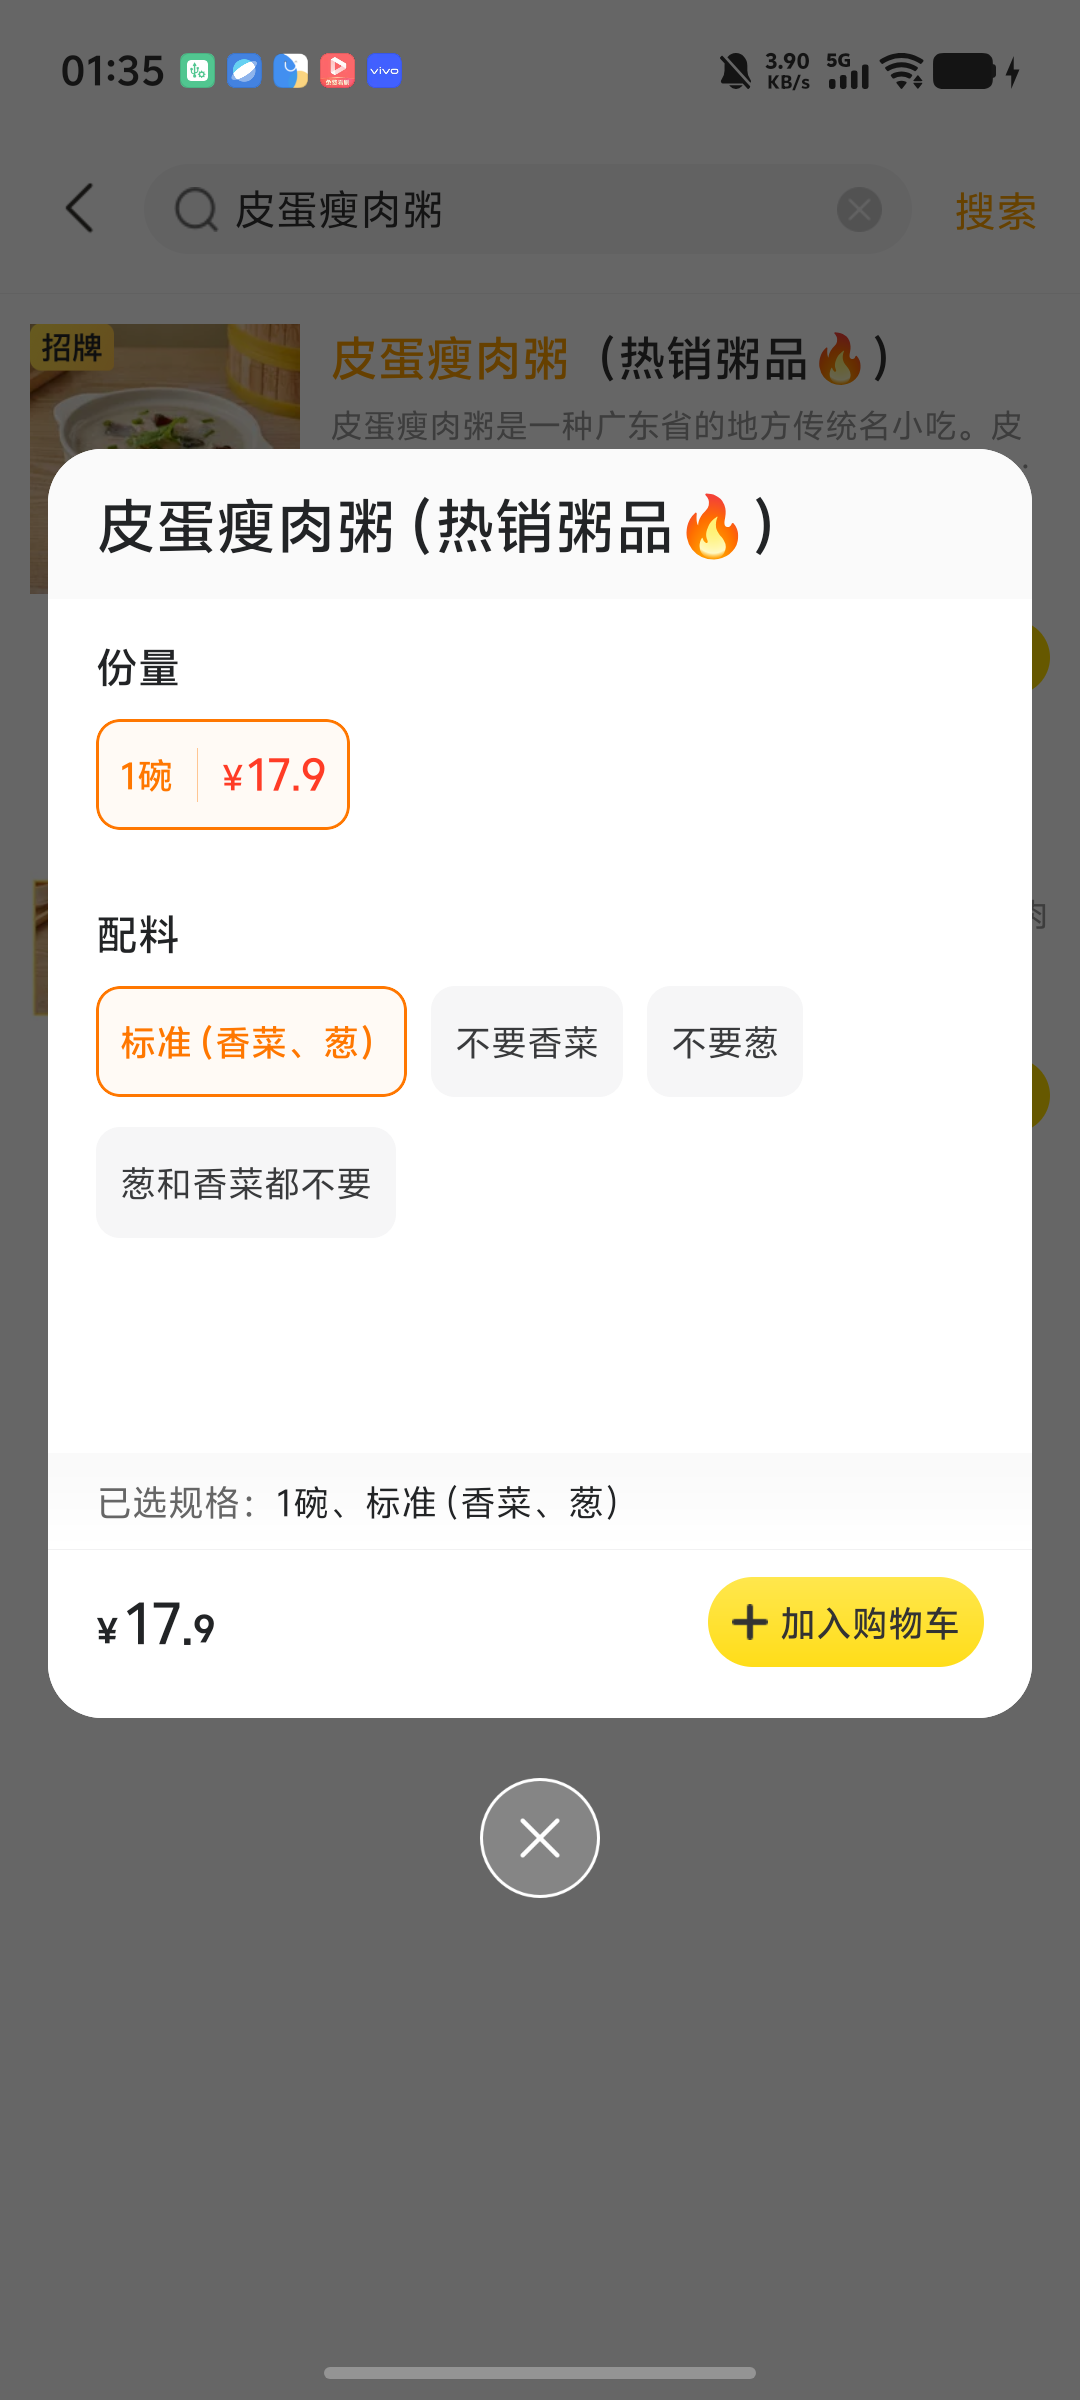 01:35
vivo
3.90 KB/s
5G
皮蛋瘦肉粥
搜索
招牌
皮蛋瘦肉粥（热销粥品🔥）
皮蛋瘦肉粥是一种广东省的地方传统名小吃。皮
皮蛋瘦肉粥(热销粥品🔥)
份量
1碗 ¥17.9
肉
配料
标准(香菜、葱) 不要香菜 不要葱
葱和香菜都不要
已选规格：1碗、标准(香菜、葱)
¥17.9
+ 加入购物车